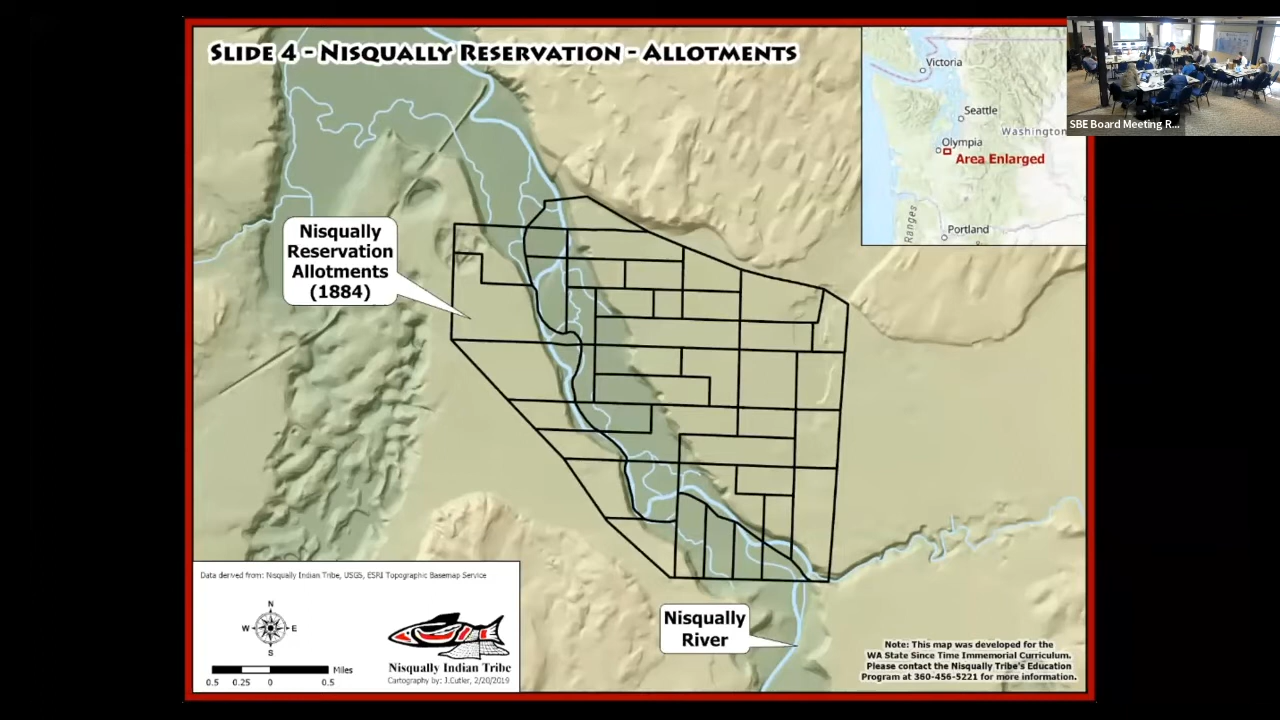 SLIDE 4 - NISQUALLY RESERVATION - ALLOTMENTS
Victoria
Seattle
Washington
Olympia
Area Enlarged
Ranges
Portland
SBE Board Meeting R...
Nisqually
Reservation
Allotments
(1884)
Nisqually
River
Data derived from: Nisqually Indian Tribe, USGS, ESRI Topographic Basemap Service
N
W
E
S
Miles
0.5 0.25 0 0.5
Nisqually Indian Tribe
Cartography by: J.Cutler, 2/20/2019
Note: This map was developed for the
WA State Since Time Immemorial Curriculum.
Please contact the Nisqually Tribe's Education
Program at 360-456-5221 for more information.